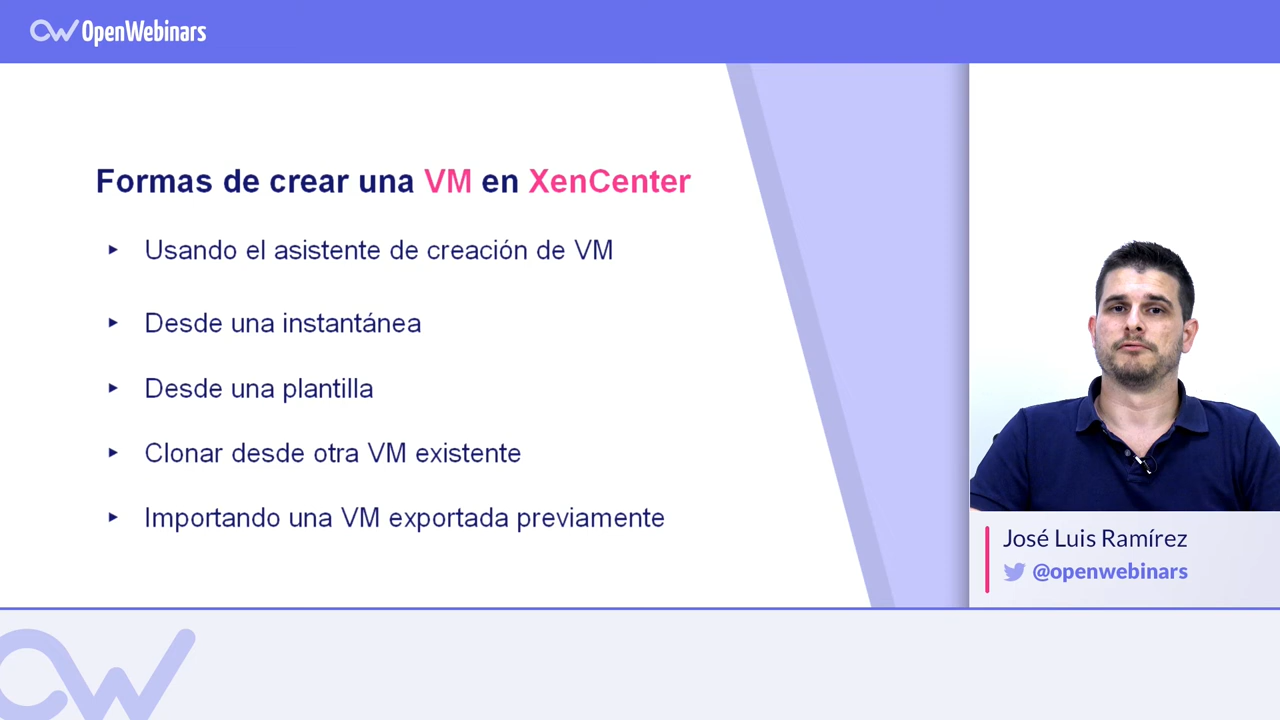 OpenWebinars
Formas de crear una VM en XenCenter
Usando el asistente de creación de VM
Desde una instantánea
Desde una plantilla
Clonar desde otra VM existente
Importando una VM exportada previamente
José Luis Ramírez
@openwebinars